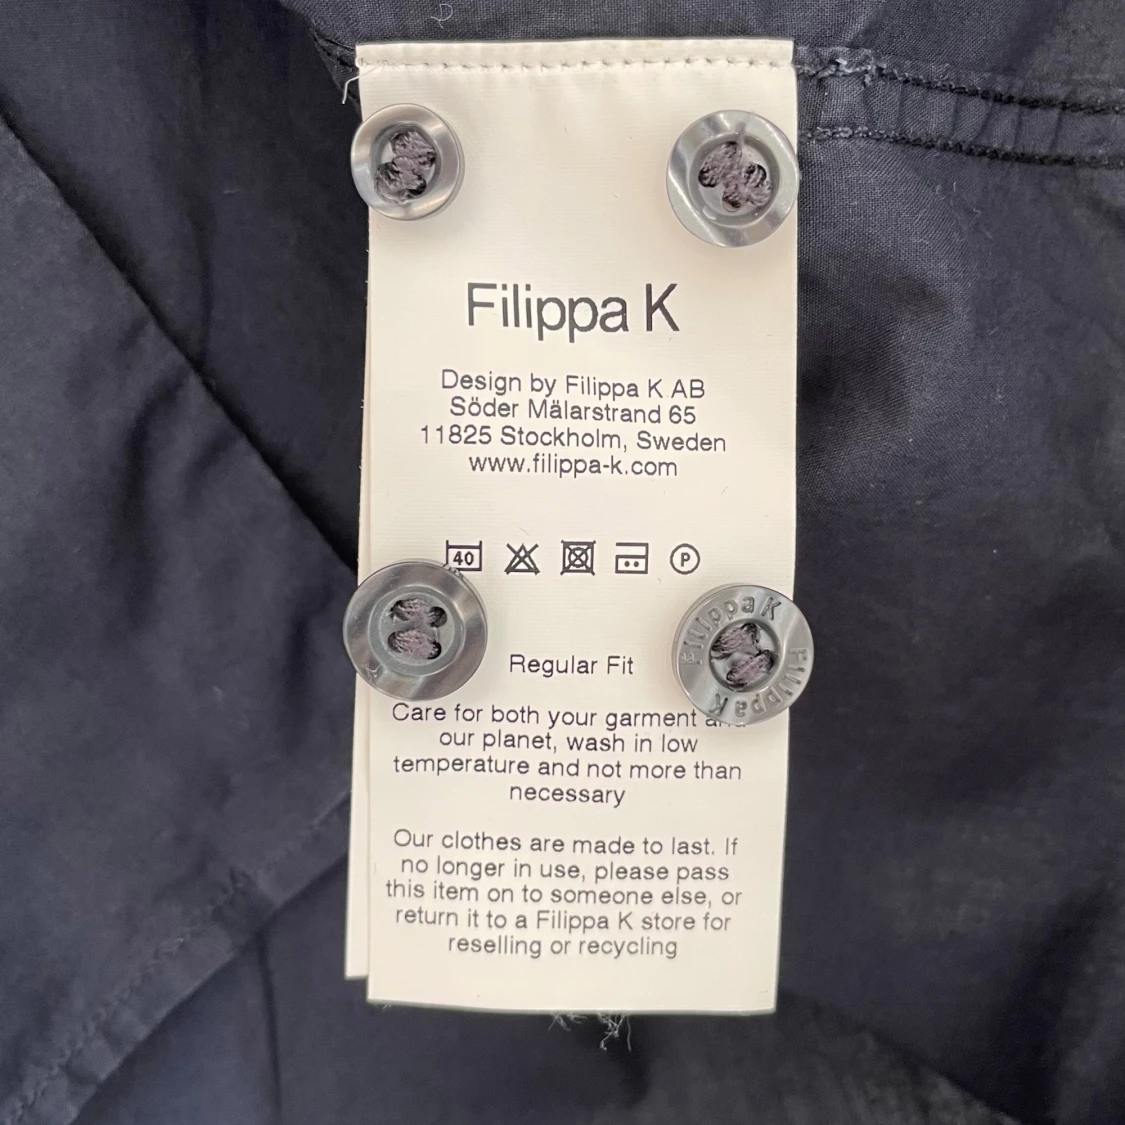 Filippa K
Design by Filippa K AB
Söder Mälarstrand 65
11825 Stockholm, Sweden
www.filippa-k.com
40
P
Filippa K Filippa K
Regular Fit
Care for both your garment and
our planet, wash in low
temperature and not more than
necessary
Our clothes are made to last. If
no longer in use, please pass
this item on to someone else, or
return it to a Filippa K store for
reselling or recycling